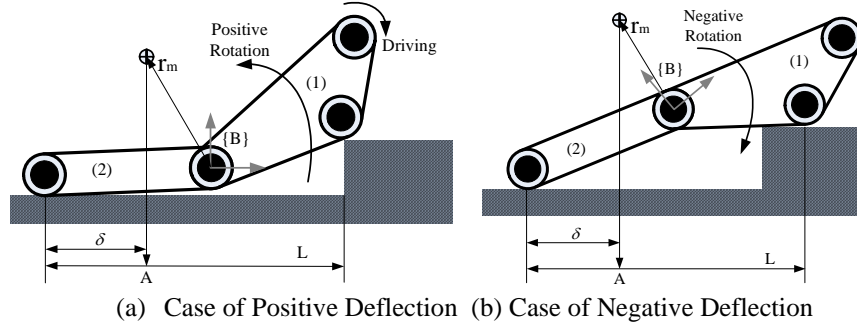 Positive
Rotation
Driving
r_m
(1)
{B}
(2)
δ
L
A
Negative
Rotation
r_m
{B}
(1)
(2)
δ
L
A
(a) Case of Positive Deflection (b) Case of Negative Deflection